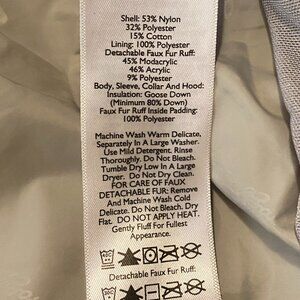 Shell: 53% Nylon
32% Polyester
15% Cotton
Lining: 100% Polyester
Detachable Faux Fur Ruff:
45% Modacrylic
46% Acrylic
9% Polyester
Body, Sleeve, Collar And Hood:
Insulation: Goose Down
(Minimum 80% Down)
Faux Fur Ruff Inside Padding:
100% Polyester
Machine Wash Warm Delicate,
Separately In A Large Washer.
Use Mild Detergent. Rinse
Thoroughly. Do Not Bleach.
Tumble Dry Low In A Large
Dryer. Do Not Dry Clean.
FOR CARE OF FAUX
DETACHABLE FUR: Remove
And Machine Wash Cold
Delicate. Do Not Bleach. Dry
Flat. DO NOT APPLY HEAT.
Gently Fluff For Fullest
Appearance.
Detachable Faux Fur Ruff: